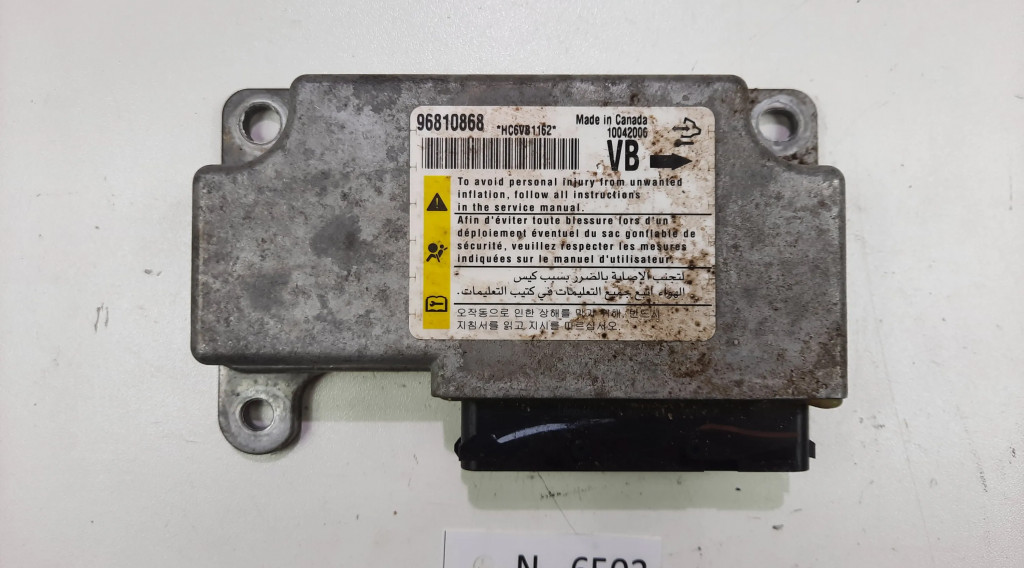 96810868
*HC6VB1162*
Made in Canada
10042006
VB
To avoid personal injury from unwanted
inflation, follow all instructions
in the service manual.
Afin d'éviter toute blessure lors d'un
déploiement éventuel du sac gonflable de
sécurité, veuillez respecter les mesures
indiquées sur le manuel d'utilisateur.
لتجنب الإصابة بالضرر بسبب كيس
الهواء اتبع جميع التعليمات في كتيب التعليمات.
오작동으로 인한 상해를 막기 위해, 반드시
지침서를 읽고 지시를 따르십시오.
N 6502